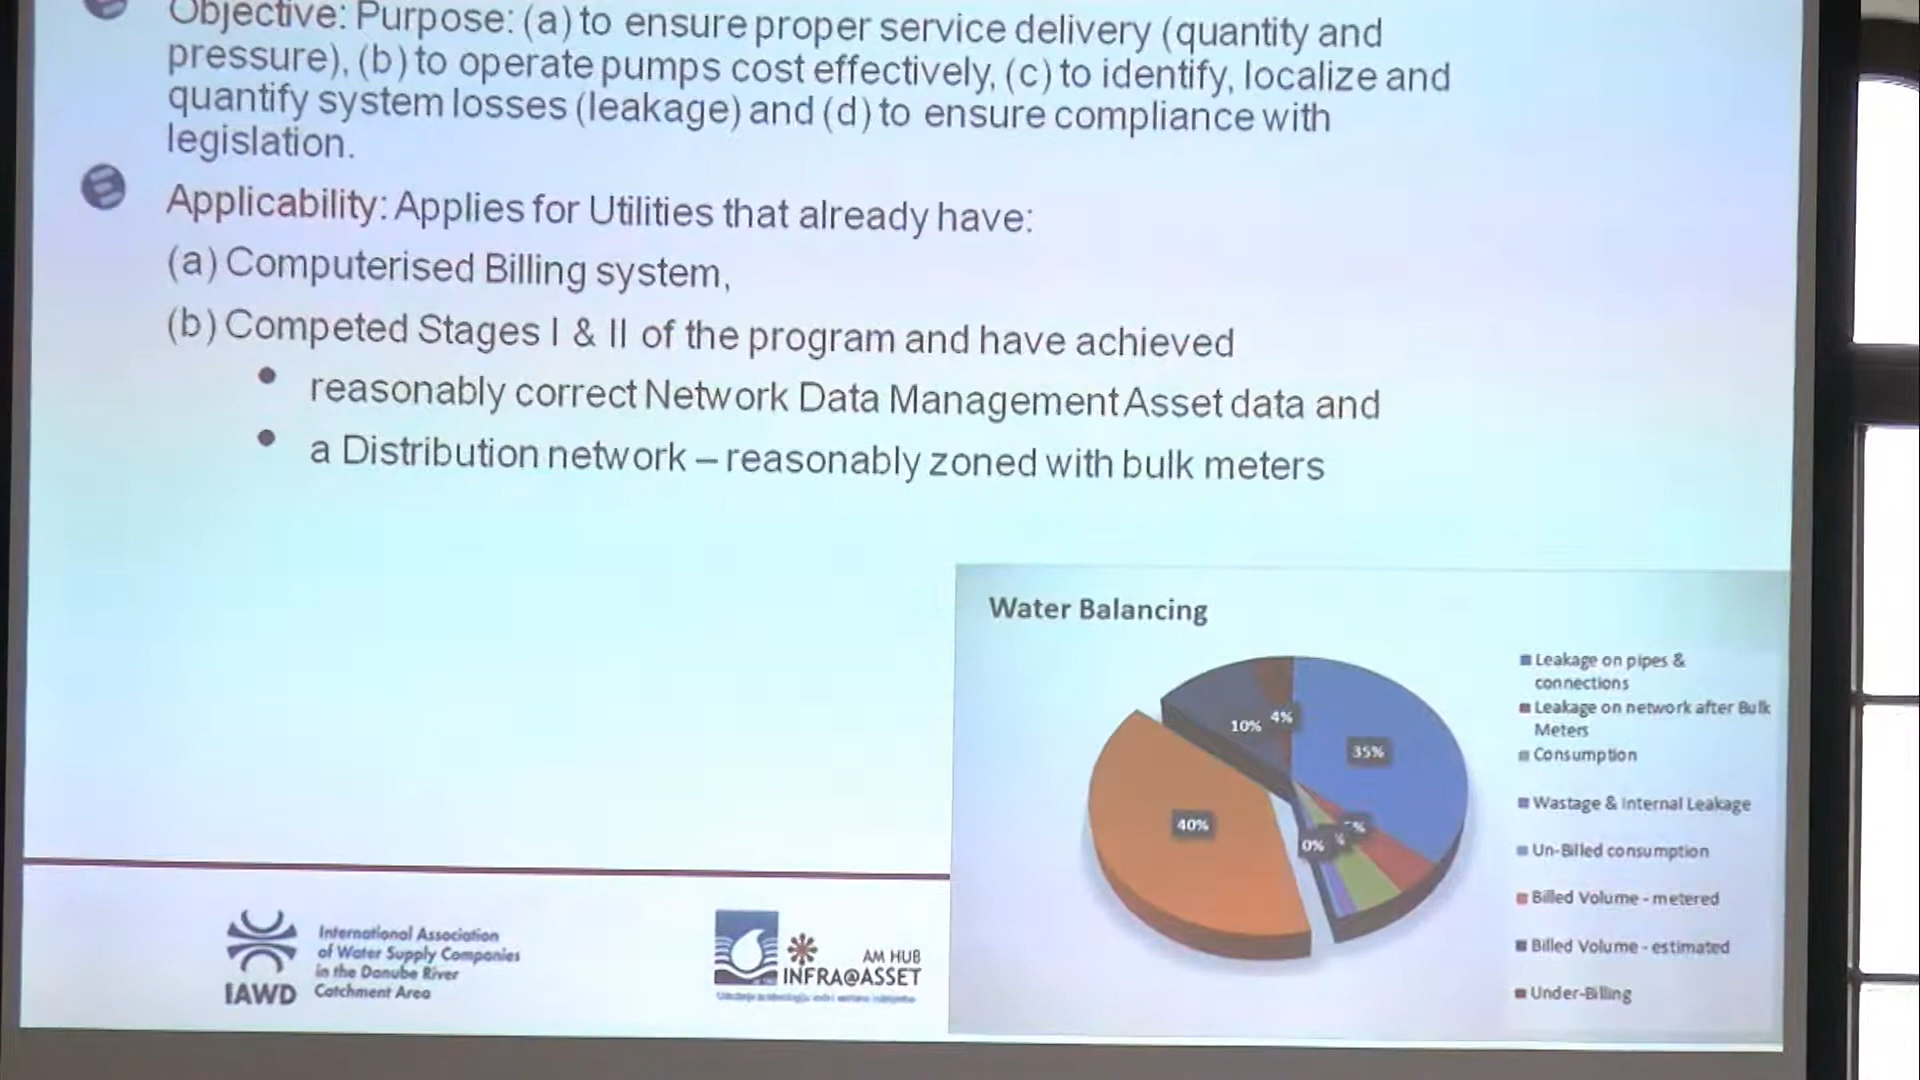 Objective: Purpose: (a) to ensure proper service delivery (quantity and
pressure), (b) to operate pumps cost effectively, (c) to identify, localize and
quantify system losses (leakage) and (d) to ensure compliance with
legislation.
Applicability: Applies for Utilities that already have:
(a) Computerised Billing system,
(b) Competed Stages I & II of the program and have achieved
reasonably correct Network Data Management Asset data and
a Distribution network – reasonably zoned with bulk meters
Water Balancing
10%
4%
35%
40%
0%
%
%
Leakage on pipes &
connections
Leakage on network after Bulk
Meters
Consumption
Wastage & Internal Leakage
Un-Billed consumption
Billed Volume - metered
Billed Volume - estimated
Under-Billing
IAWD
International Association
of Water Supply Companies
in the Danube River
Catchment Area
AM HUB
INFRA@ASSET